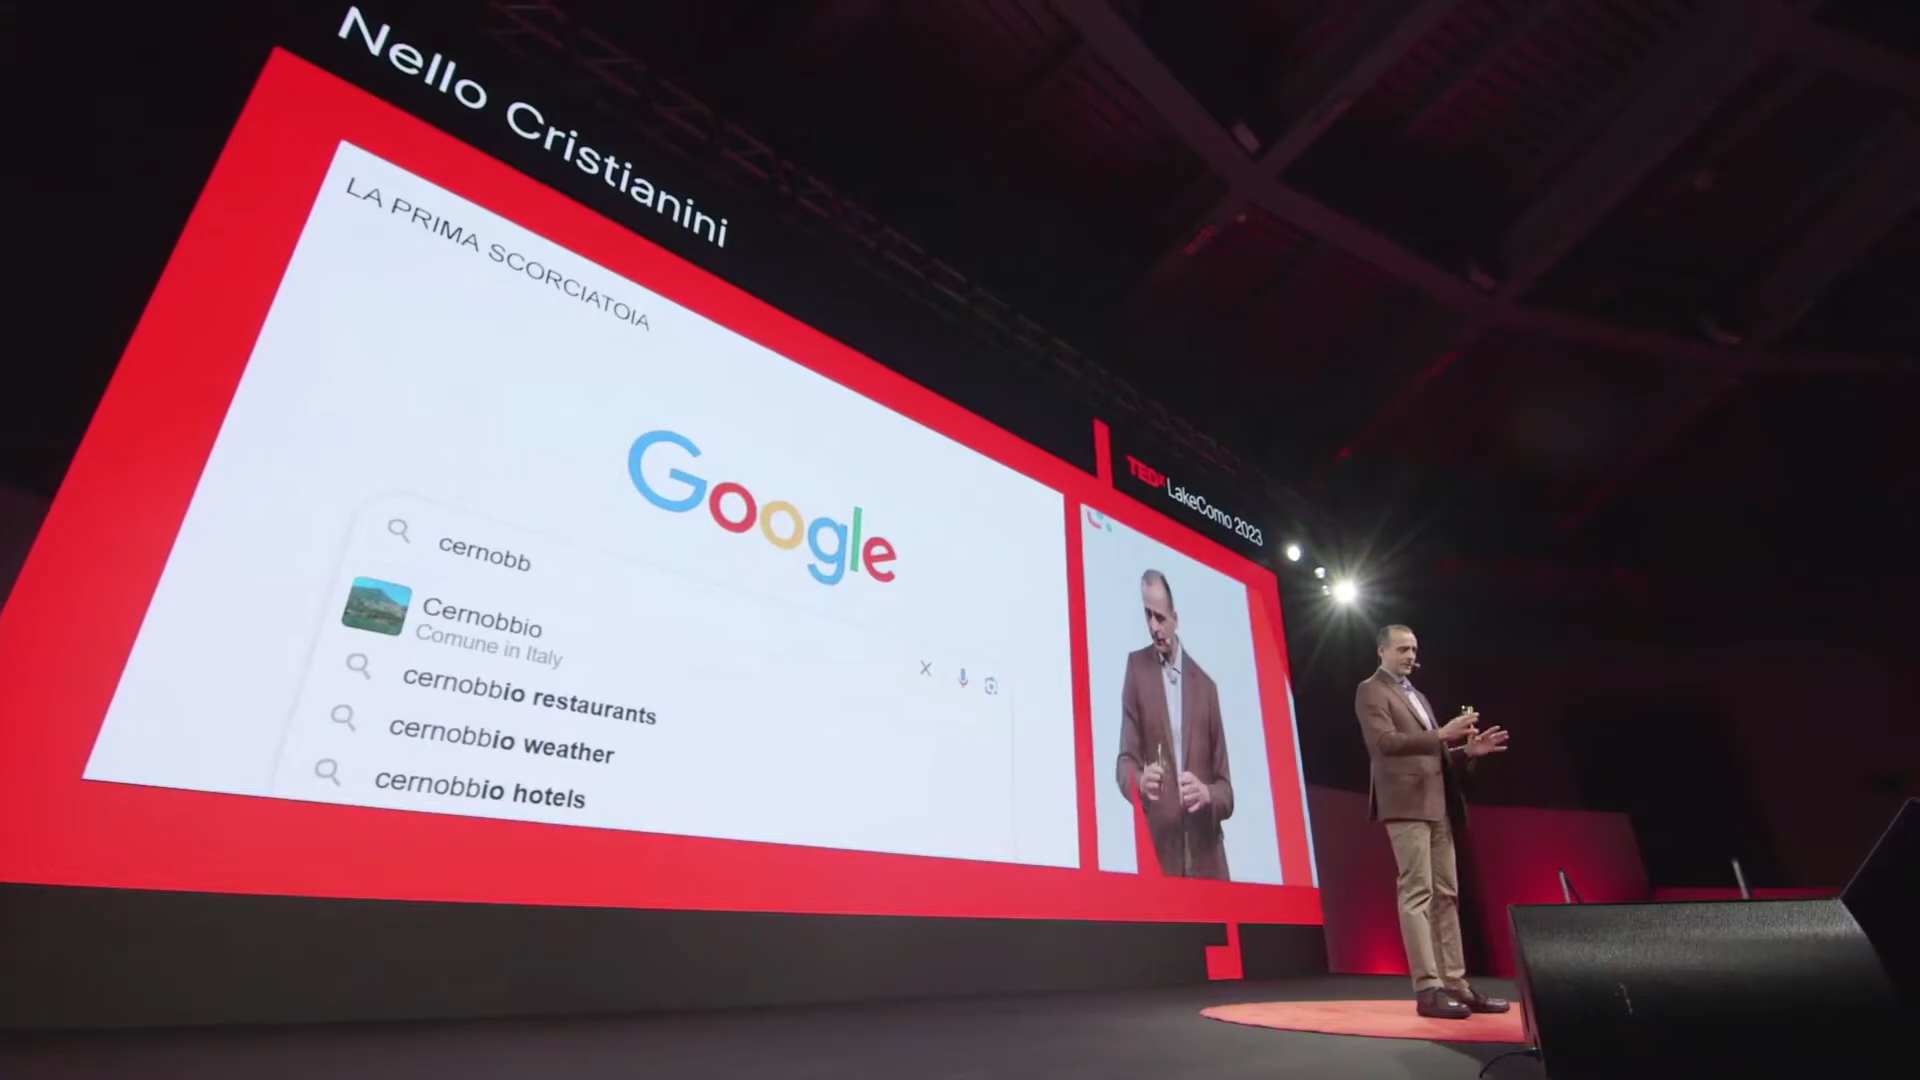 Nello Cristianini
LA PRIMA SCORCIATOIA
Google
cernobb
Cernobbio
Comune in Italy
cernobbio restaurants
cernobbio weather
cernobbio hotels
TEDx LakeComo 2023